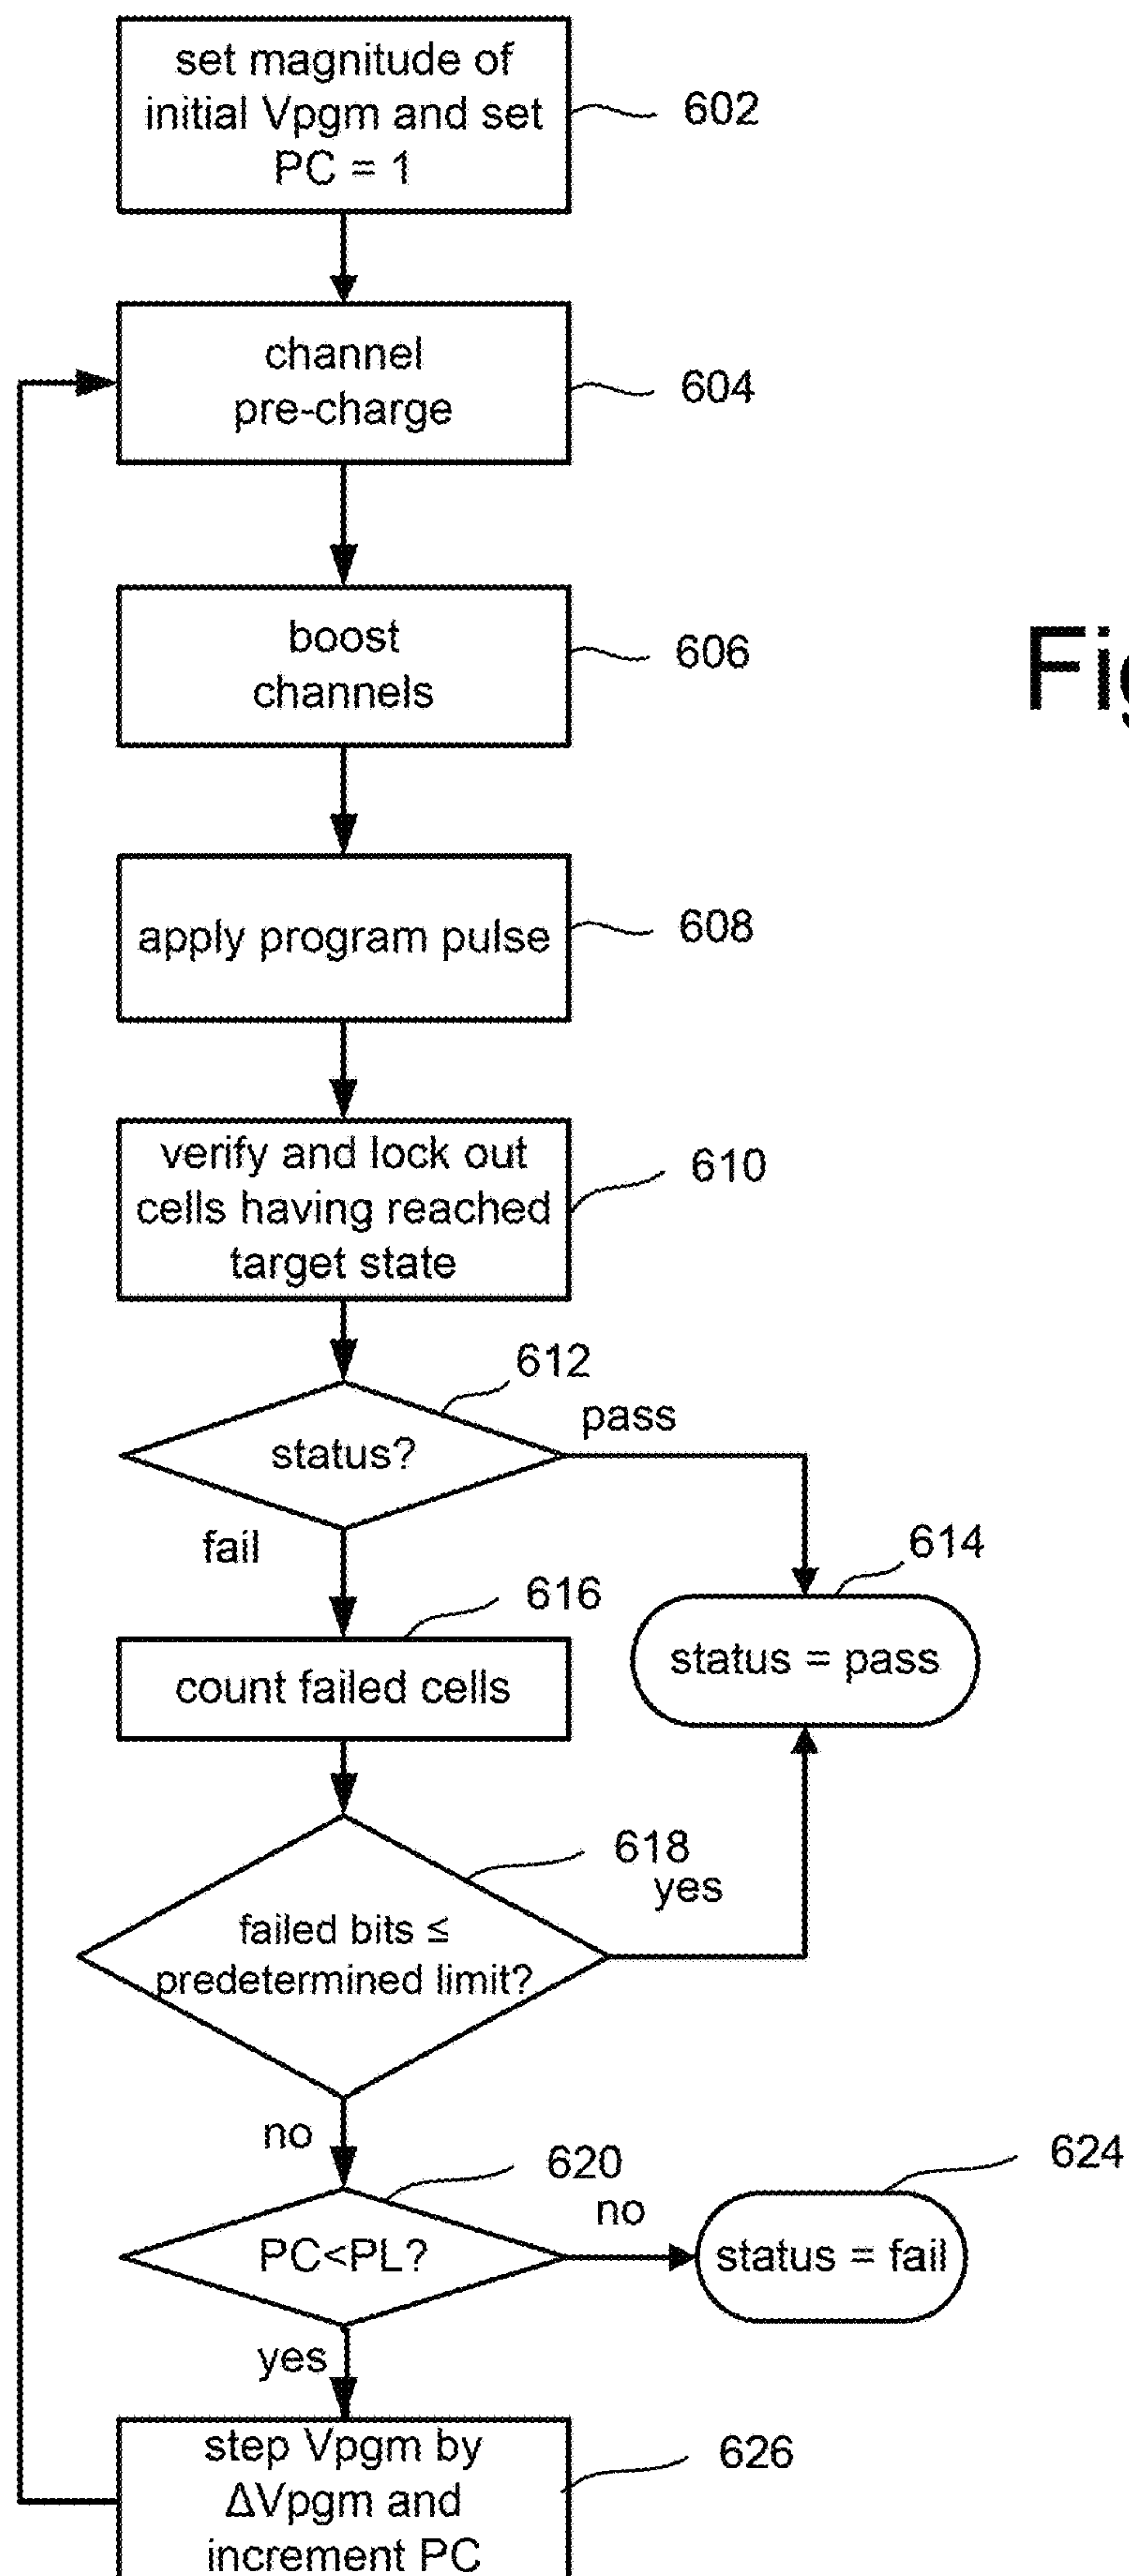 set magnitude of
initial Vpgm and set
PC = 1
602
channel
pre-charge
604
boost
channels
606
Fig
apply program pulse
608
verify and lock out
cells having reached
target state
610
612
pass
status?
fail
614
616
status = pass
count failed cells
618
yes
failed bits ≤
predetermined limit?
no
620
no
624
PC<PL?
status = fail
yes
step Vpgm by
ΔVpgm and
increment PC
626